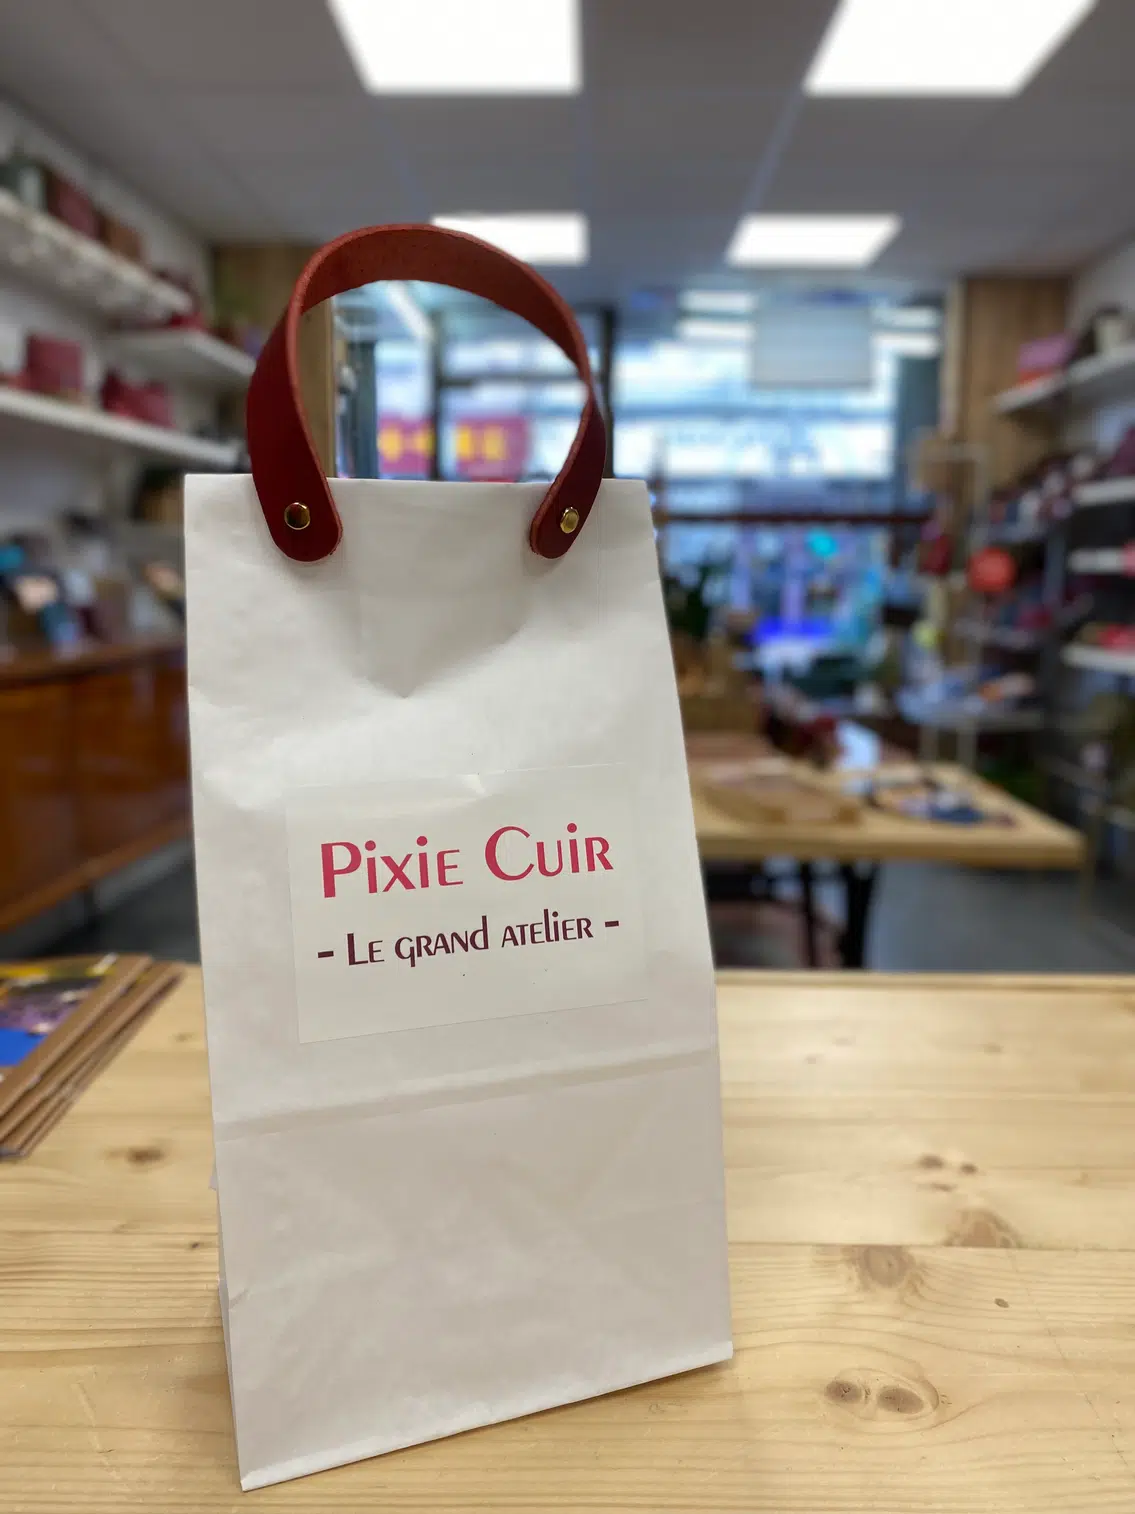 Pixie Cuir
- Le grand atelier -